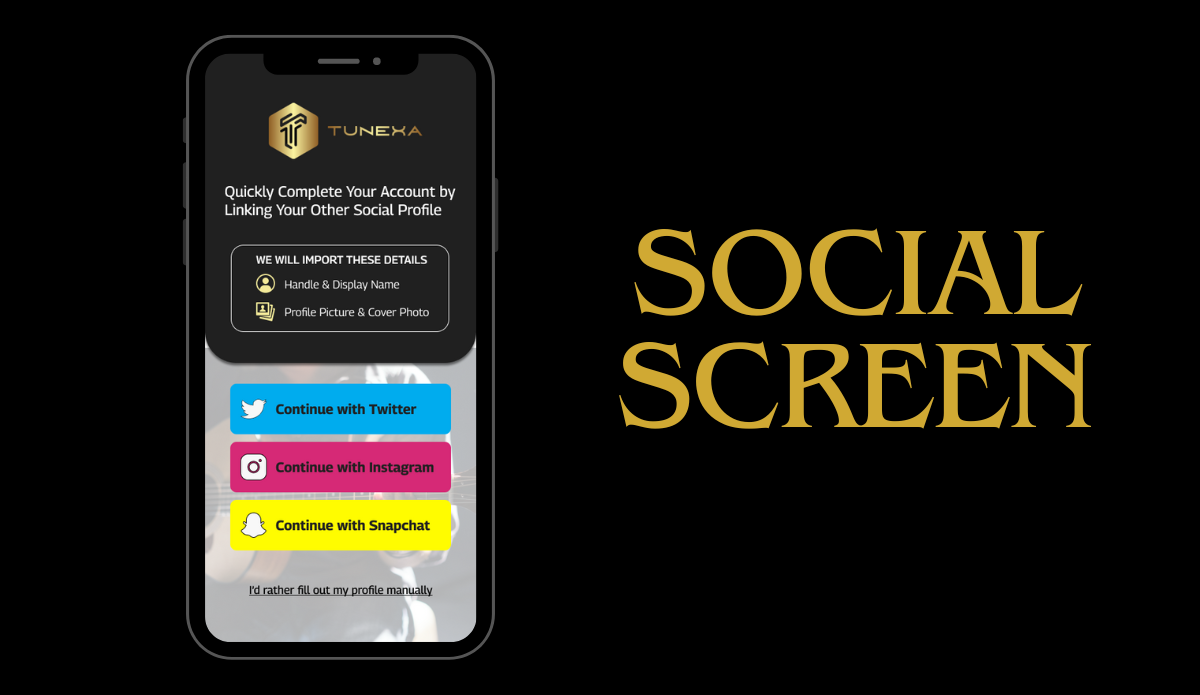 TUNEXA
Quickly Complete Your Account by
Linking Your Other Social Profile
WE WILL IMPORT THESE DETAILS
Handle & Display Name
Profile Picture & Cover Photo
Continue with Twitter
Continue with Instagram
Continue with Snapchat
I'd rather fill out my profile manually
SOCIAL
SCREEN